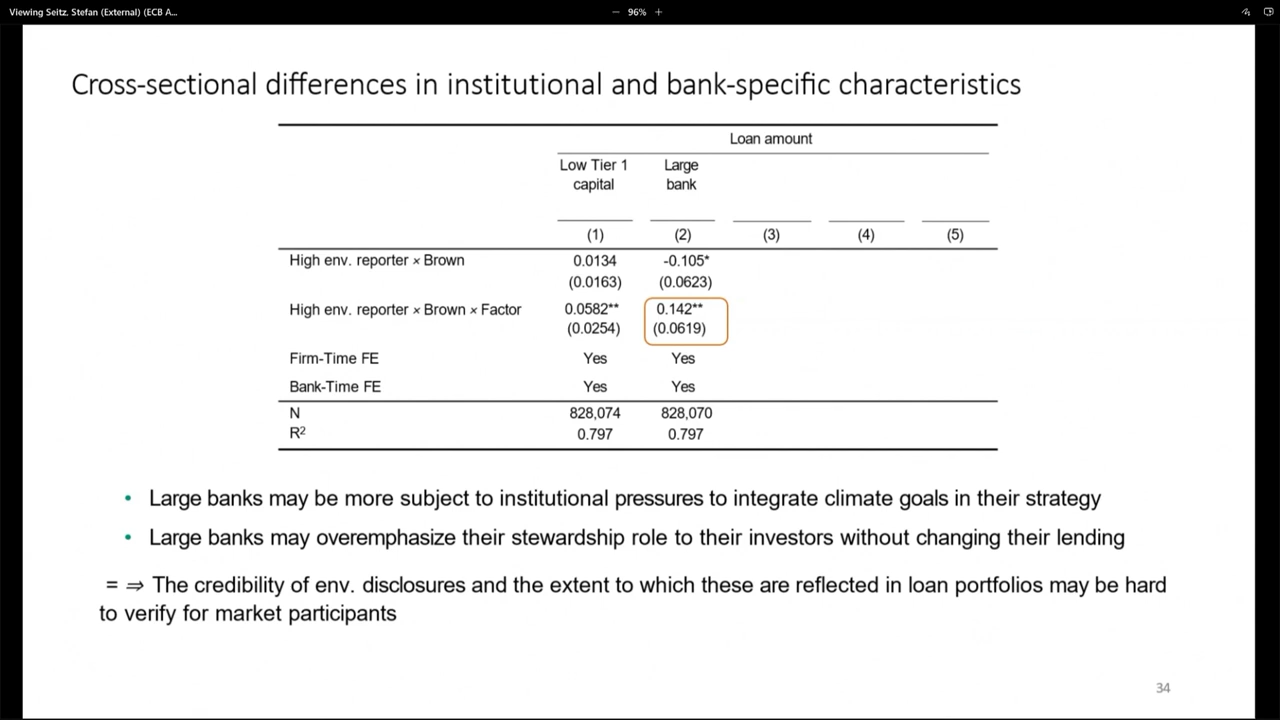 Viewing Seitz, Stefan (External) (ECB A...
− 96% +
Cross-sectional differences in institutional and bank-specific characteristics
Loan amount
Low Tier 1 capital Large bank
(1) (2) (3) (4) (5)
High env. reporter × Brown 0.0134 -0.105*
(0.0163) (0.0623)
High env. reporter × Brown × Factor 0.0582** 0.142**
(0.0254) (0.0619)
Firm-Time FE Yes Yes
Bank-Time FE Yes Yes
N 828,074 828,070
R² 0.797 0.797
• Large banks may be more subject to institutional pressures to integrate climate goals in their strategy
• Large banks may overemphasize their stewardship role to their investors without changing their lending
= ⇒ The credibility of env. disclosures and the extent to which these are reflected in loan portfolios may be hard
to verify for market participants
34